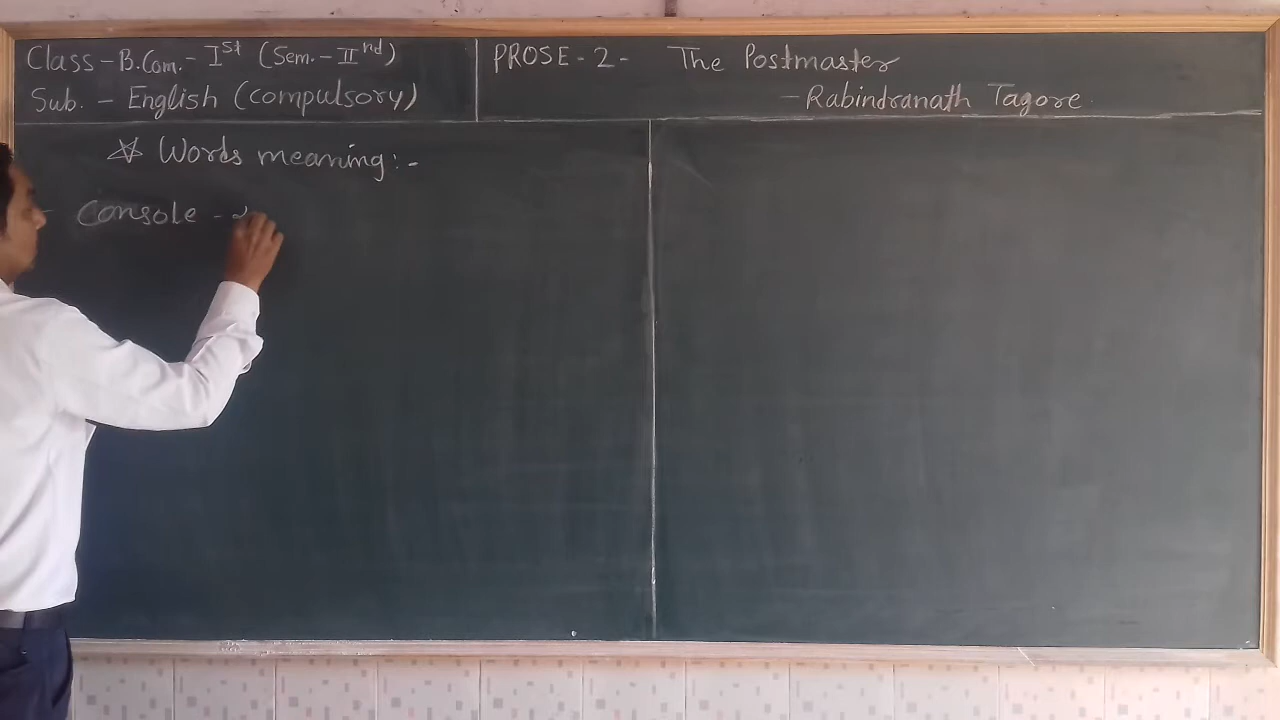 Class - B.Com. - Ist (Sem. - IInd)
Sub. - English (compulsory)
PROSE - 2 - The Postmaster
- Rabindranath Tagore.
☆ Words meaning:-
Console -